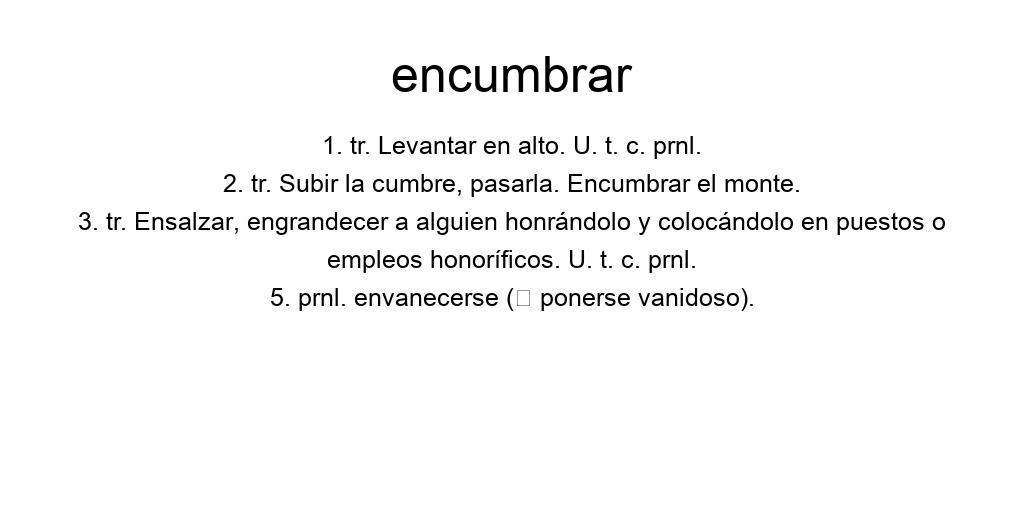 encumbrar
1. tr. Levantar en alto. U. t. c. prnl.
2. tr. Subir la cumbre, pasarla. Encumbrar el monte.
3. tr. Ensalzar, engrandecer a alguien honrándolo y colocándolo en puestos o
empleos honoríficos. U. t. c. prnl.
5. prnl. envanecerse (□ ponerse vanidoso).